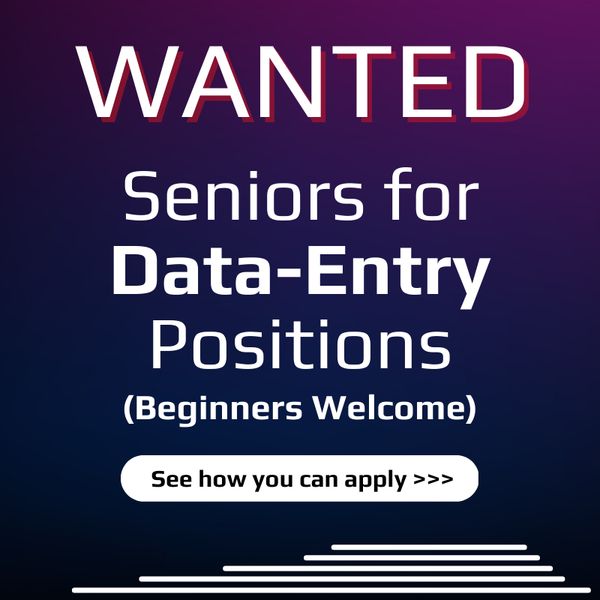 WANTED
Seniors for
Data-Entry
Positions
(Beginners Welcome)
See how you can apply >>>